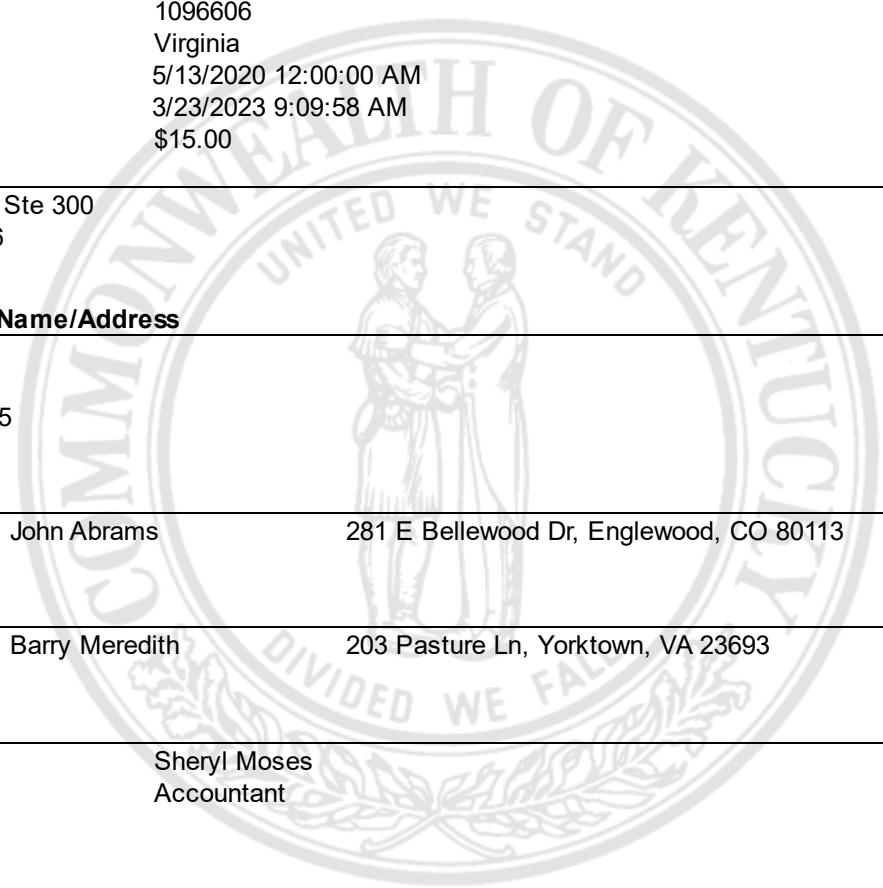 1096606
Virginia
5/13/2020 12:00:00 AM
3/23/2023 9:09:58 AM
$15.00
Ste 300
6
Name/Address
5
John Abrams 281 E Bellewood Dr, Englewood, CO 80113
Barry Meredith 203 Pasture Ln, Yorktown, VA 23693
Sheryl Moses
Accountant
COMMONWEALTH OF KENTUCKY
UNITED WE STAND
DIVIDED WE FALL